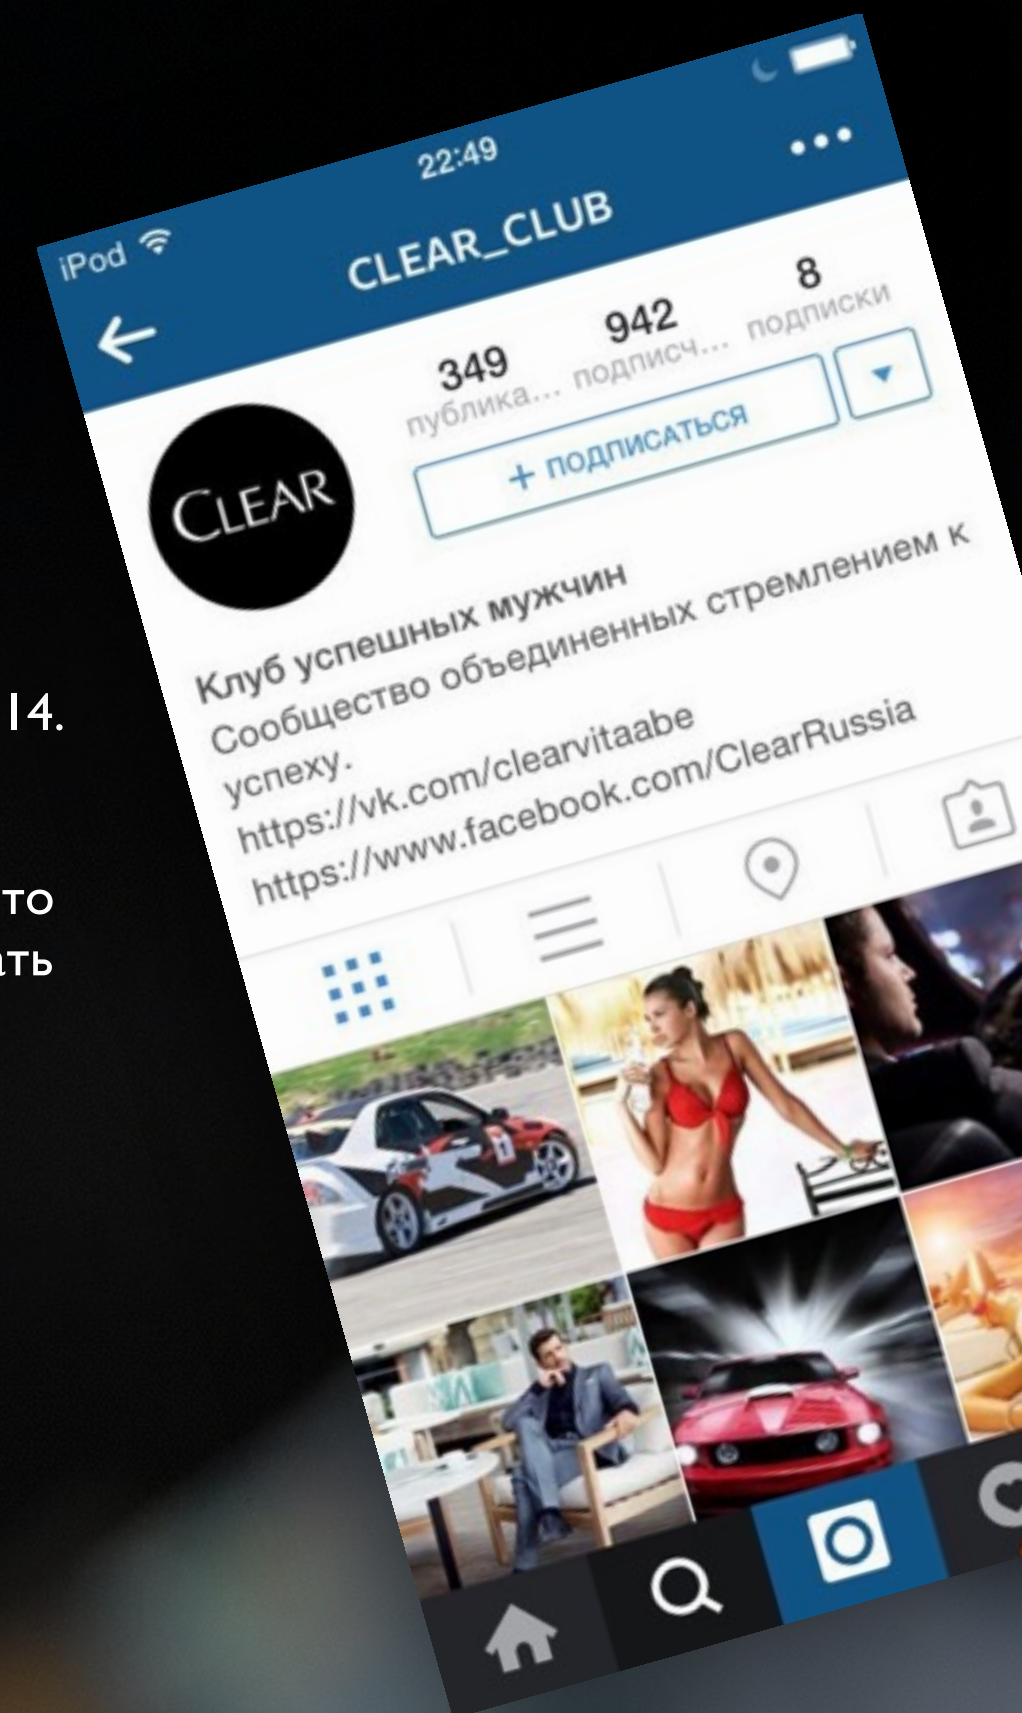 14.
то
ать
iPod 22:49
CLEAR_CLUB
349 942 8
публика... подписч... подписки
+ ПОДПИСАТЬСЯ
CLEAR
Клуб успешных мужчин
Сообщество объединенных стремлением к
успеху.
https://vk.com/clearvitaabe
https://www.facebook.com/ClearRussia